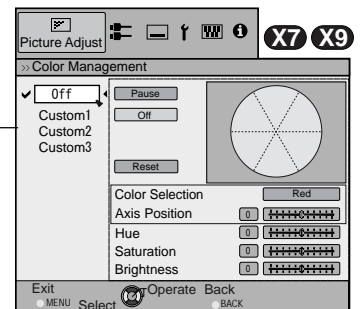 Picture Adjust
X7 X9
>> Color Management
Off
Custom1
Custom2
Custom3
Pause
Off
Reset
Color Selection Red
Axis Position 0
Hue 0
Saturation 0
Brightness 0
Exit Operate Back
MENU Select BACK